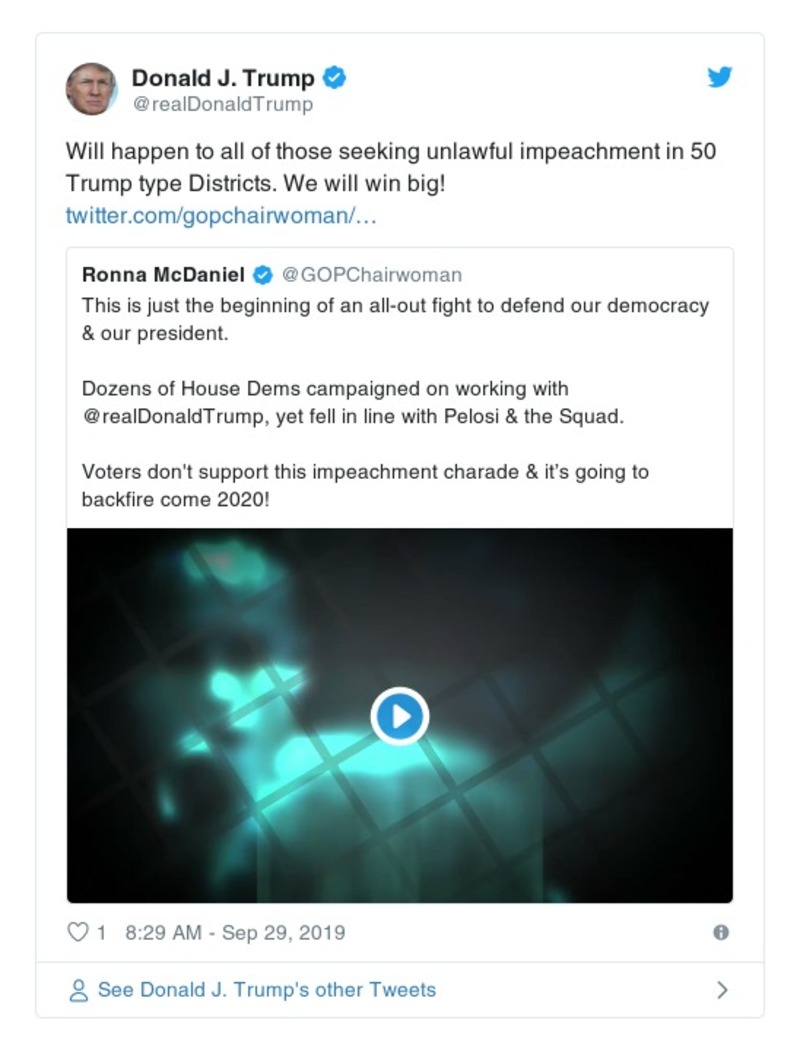 Donald J. Trump
@realDonaldTrump
Will happen to all of those seeking unlawful impeachment in 50
Trump type Districts. We will win big!
twitter.com/gopchairwoman/…
Ronna McDaniel @GOPChairwoman
This is just the beginning of an all-out fight to defend our democracy
& our president.
Dozens of House Dems campaigned on working with
@realDonaldTrump, yet fell in line with Pelosi & the Squad.
Voters don't support this impeachment charade & it’s going to
backfire come 2020!
1 8:29 AM - Sep 29, 2019
See Donald J. Trump's other Tweets